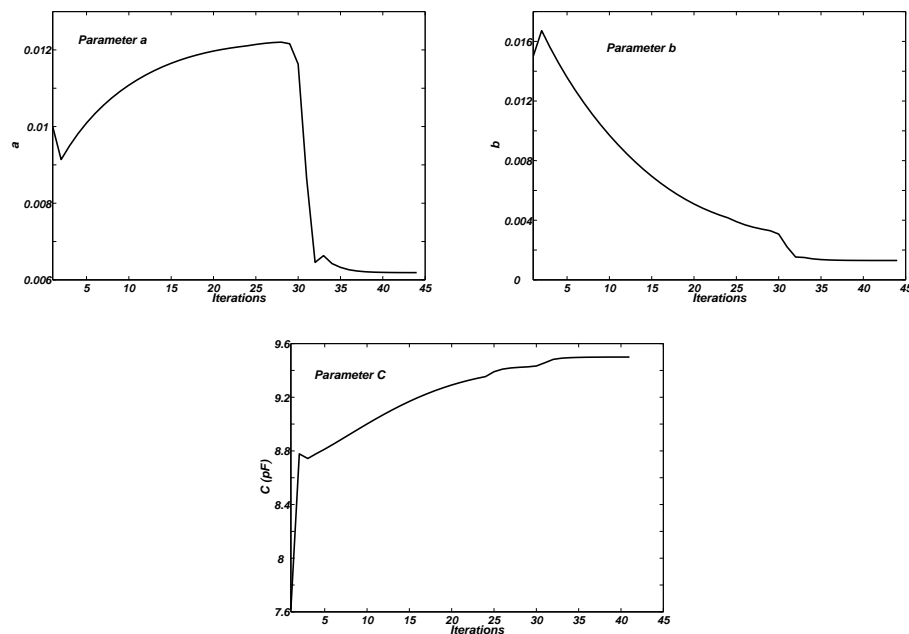 Parameter a
0.012
0.01
0.008
0.006
a
5 10 15 20 25 30 35 40 45
Iterations
Parameter b
0.016
0.012
0.008
0.004
0
b
5 10 15 20 25 30 35 40 45
Iterations
Parameter C
9.6
9.2
8.8
8.4
8
7.6
C (pF)
5 10 15 20 25 30 35 40 45
Iterations